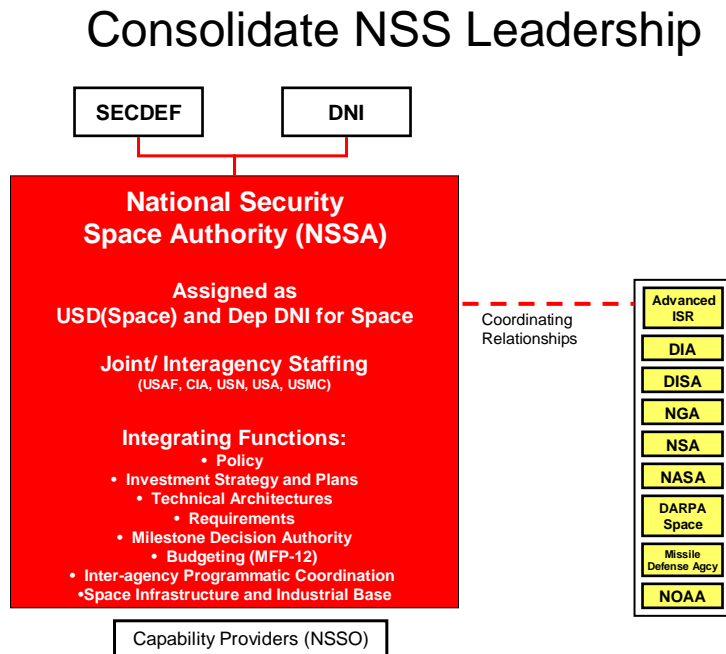 Consolidate NSS Leadership
SECDEF
DNI
National Security
Space Authority (NSSA)
Assigned as
USD(Space) and Dep DNI for Space
Joint/ Interagency Staffing
(USAF, CIA, USN, USA, USMC)
Integrating Functions:
• Policy
• Investment Strategy and Plans
• Technical Architectures
• Requirements
• Milestone Decision Authority
• Budgeting (MFP-12)
• Inter-agency Programmatic Coordination
•Space Infrastructure and Industrial Base
Capability Providers (NSSO)
Coordinating
Relationships
Advanced
ISR
DIA
DISA
NGA
NSA
NASA
DARPA
Space
Missile
Defense Agcy
NOAA